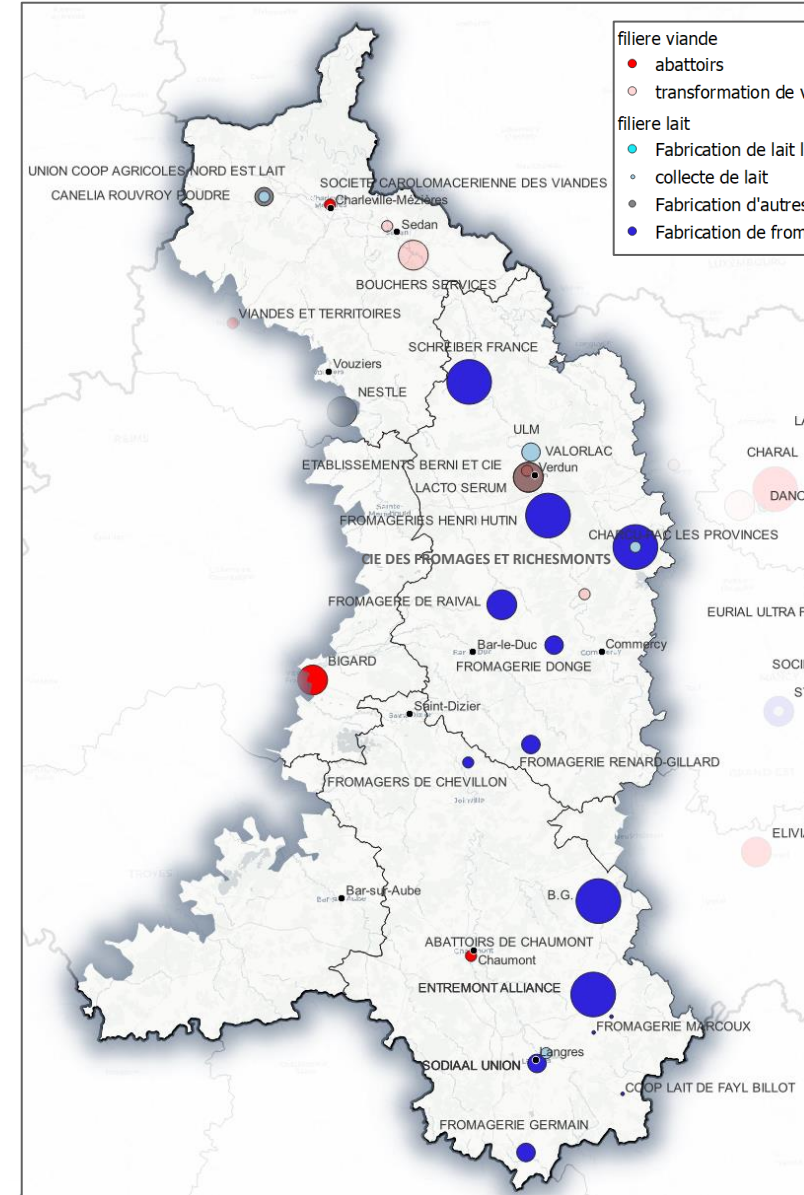 filiere viande
abattoirs
transformation de v
filiere lait
Fabrication de lait l
collecte de lait
Fabrication d'autres
Fabrication de from
UNION COOP AGRICOLES NORD EST LAIT
CANELIA ROUVROY POUDRE
SOCIETE CAROLOMACERIENNE DES VIANDES
Charleville-Mézières
Sedan
BOUCHERS SERVICES
VIANDES ET TERRITOIRES
SCHREIBER FRANCE
Vouziers
NESTLE
ULM
VALORLAC
ETABLISSEMENTS BERNI ET CIE
Verdun
LACTO SERUM
FROMAGERIES HENRI HUTIN
CHARCUPAC LES PROVINCES
CIE DES FROMAGES ET RICHESMONTS
FROMAGERE DE RAIVAL
Bar-le-Duc
Commercy
FROMAGERIE DONGE
BIGARD
Saint-Dizier
FROMAGERIE RENARD-GILLARD
FROMAGERS DE CHEVILLON
Joinville
Bar-sur-Aube
TROYES
B.G.
ABATTOIRS DE CHAUMONT
Chaumont
ENTREMONT ALLIANCE
FROMAGERIE MARCOUX
Langres
SODIAAL UNION
COOP LAIT DE FAYL BILLOT
FROMAGERIE GERMAIN
LA
CHARAL
DANO
EURIAL ULTRA F
SOCI
ST
ELIVIA